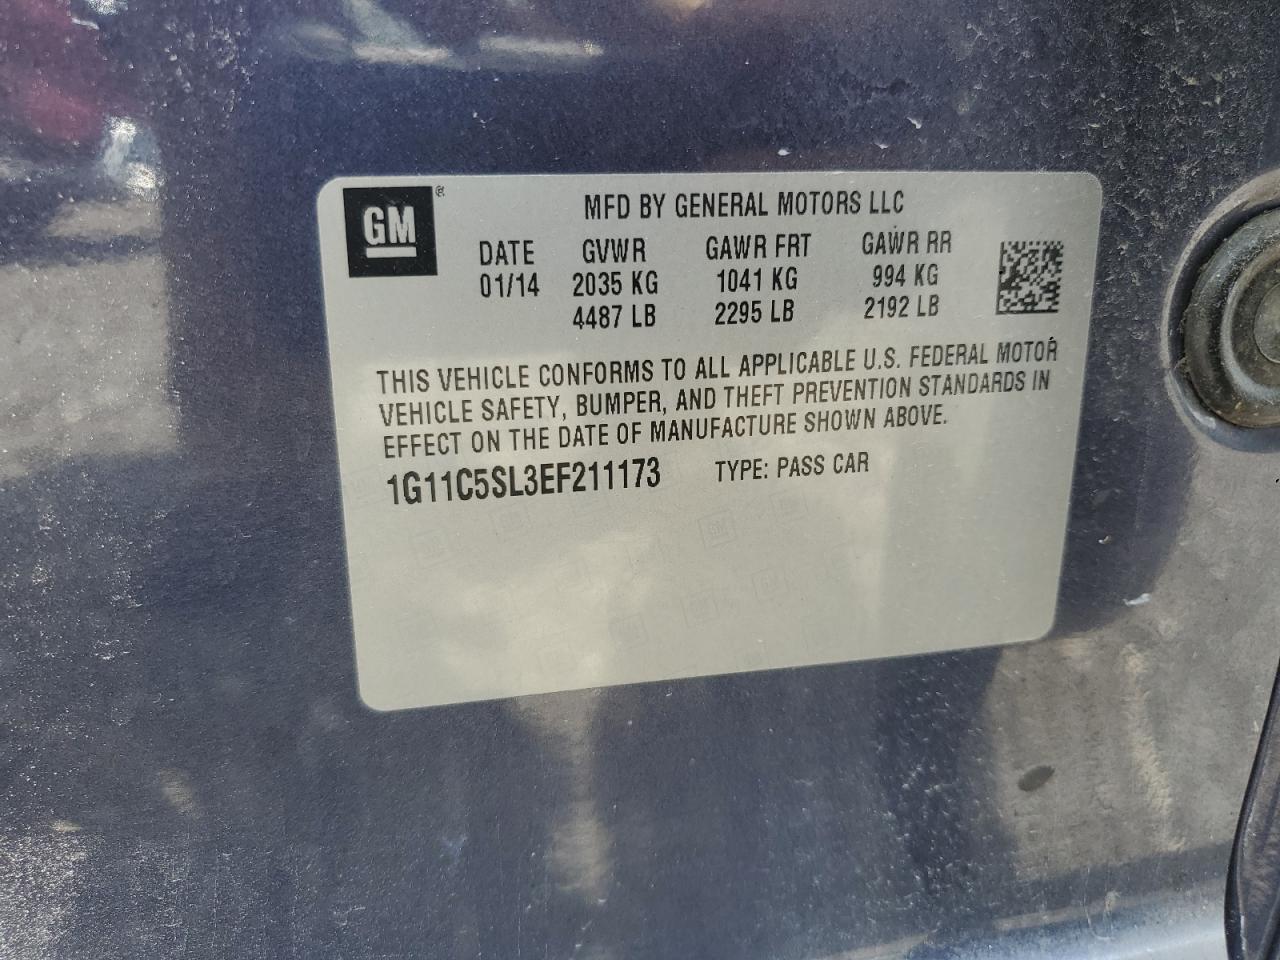 GM®
MFD BY GENERAL MOTORS LLC
DATE GVWR GAWR FRT GAWR RR
01/14 2035 KG 1041 KG 994 KG
4487 LB 2295 LB 2192 LB
THIS VEHICLE CONFORMS TO ALL APPLICABLE U.S. FEDERAL MOTOR
VEHICLE SAFETY, BUMPER, AND THEFT PREVENTION STANDARDS IN
EFFECT ON THE DATE OF MANUFACTURE SHOWN ABOVE.
1G11C5SL3EF211173 TYPE: PASS CAR